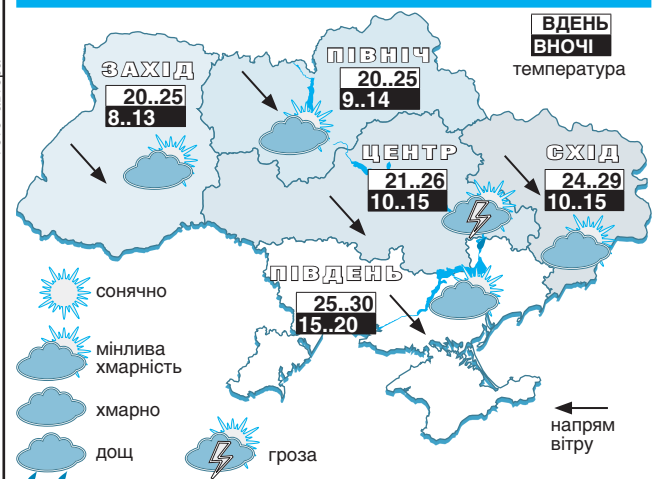 ВДЕНЬ
ВНОЧІ
температура
ПІВНІЧ
20..25
9..14
ЗАХІД
20..25
8..13
ЦЕНТР
21..26
10..15
СХІД
24..29
10..15
ПІВДЕНЬ
25..30
15..20
сонячно
мінлива
хмарність
хмарно
дощ
гроза
напрям
вітру